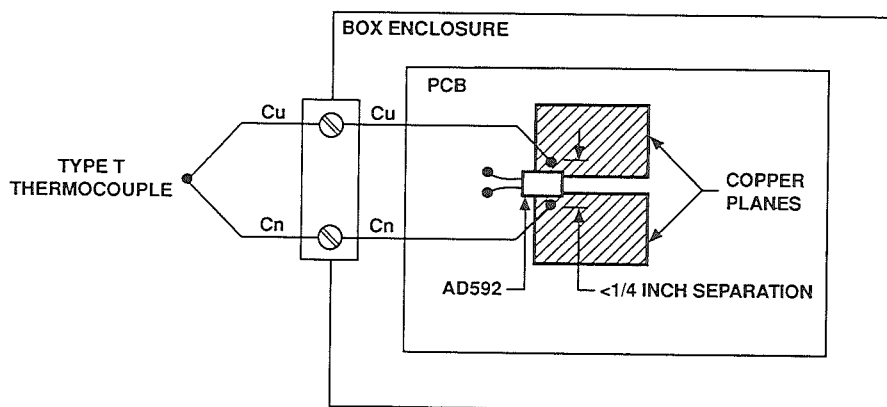 BOX ENCLOSURE
PCB
Cu
Cu
TYPE T
THERMOCOUPLE
COPPER
PLANES
Cn
Cn
AD592
<1/4 INCH SEPARATION